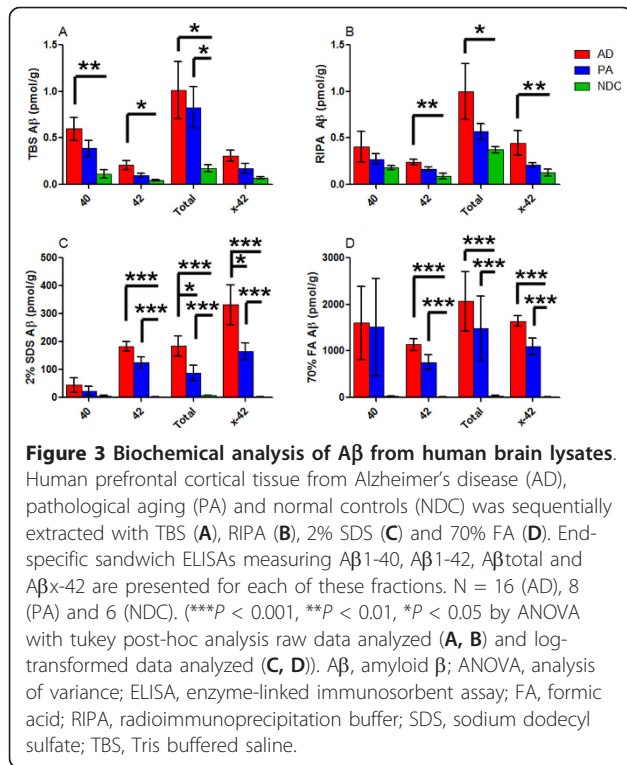 A
B
AD
PA
NDC
TBS Aβ (pmol/g)
1.5
1.0
0.5
0.0
**
*
*
*
40
42
Total
x-42
RIPA Aβ (pmol/g)
1.5
1.0
0.5
0.0
**
*
**
40
42
Total
x-42
C
D
2% SDS Aβ (pmol/g)
500
400
300
200
100
0
***
***
***
*
***
***
*
***
40
42
Total
x-42
70% FA Aβ (pmol/g)
3000
2000
1000
0
***
***
***
***
***
***
40
42
Total
x-42
Figure 3 Biochemical analysis of Aβ from human brain lysates.
Human prefrontal cortical tissue from Alzheimer's disease (AD),
pathological aging (PA) and normal controls (NDC) was sequentially
extracted with TBS (A), RIPA (B), 2% SDS (C) and 70% FA (D). End-
specific sandwich ELISAs measuring Aβ1-40, Aβ1-42, Aβtotal and
Aβx-42 are presented for each of these fractions. N = 16 (AD), 8
(PA) and 6 (NDC). (***P < 0.001, **P < 0.01, *P < 0.05 by ANOVA
with tukey post-hoc analysis raw data analyzed (A, B) and log-
transformed data analyzed (C, D)). Aβ, amyloid β; ANOVA, analysis
of variance; ELISA, enzyme-linked immunosorbent assay; FA, formic
acid; RIPA, radioimmunoprecipitation buffer; SDS, sodium dodecyl
sulfate; TBS, Tris buffered saline.